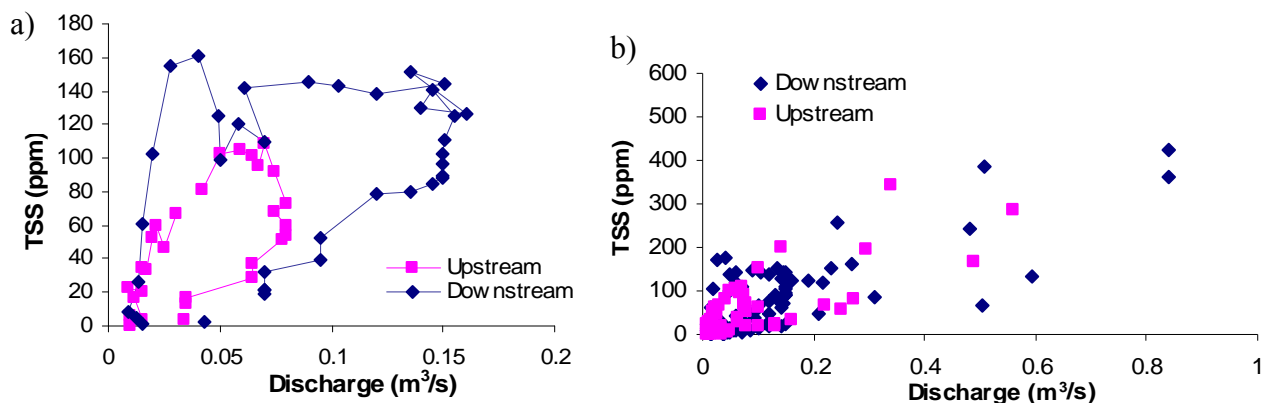 a)
180
160
140
120
100
80
60
40
20
0
TSS (ppm)
0
0.05
0.1
0.15
0.2
Discharge (m³/s)
Upstream
Downstream
b)
600
500
400
300
200
100
0
TSS (ppm)
0
0.2
0.4
0.6
0.8
1
Discharge (m³/s)
Downstream
Upstream